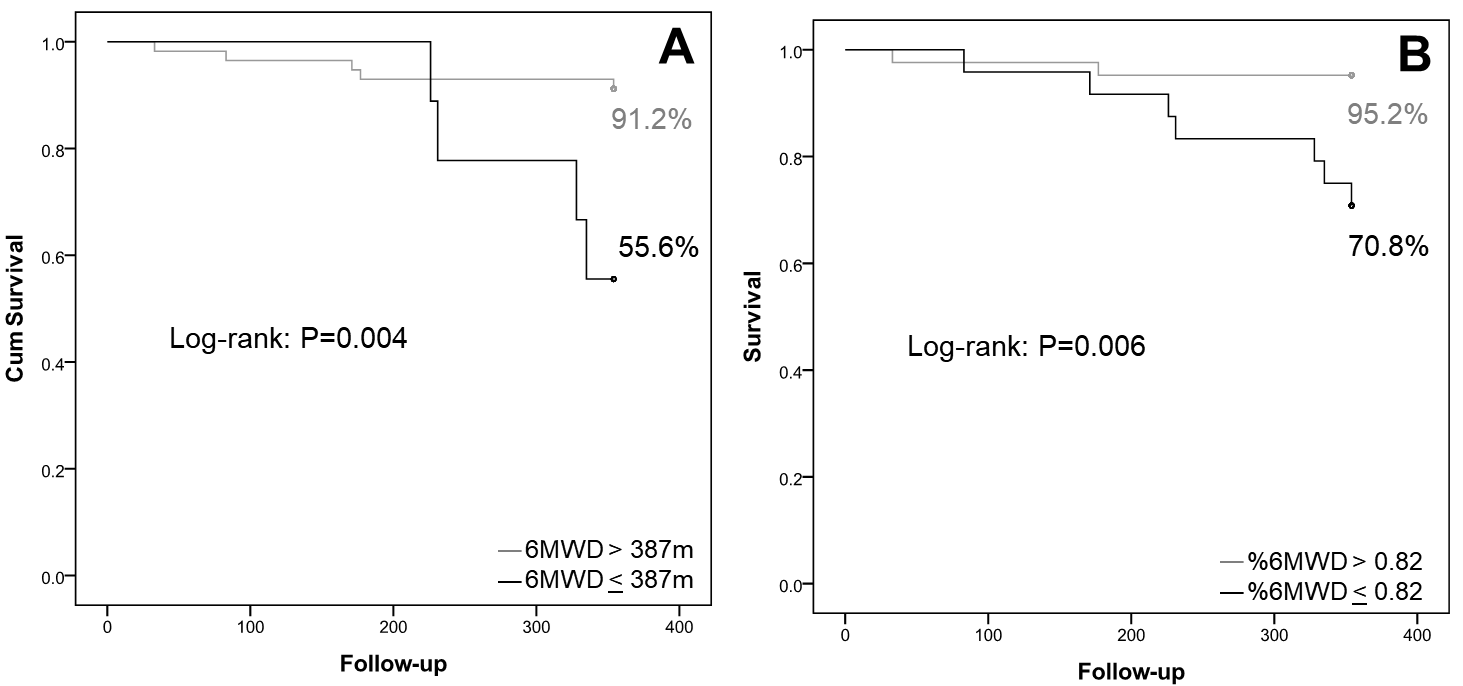 A
1.0
0.8
0.6
0.4
0.2
0.0
Cum Survival
91.2%
55.6%
Log-rank: P=0.004
6MWD > 387m
6MWD ≤ 387m
0 100 200 300 400
Follow-up
B
1.0
0.8
0.6
0.4
0.2
0.0
Survival
95.2%
70.8%
Log-rank: P=0.006
%6MWD > 0.82
%6MWD ≤ 0.82
0 100 200 300 400
Follow-up